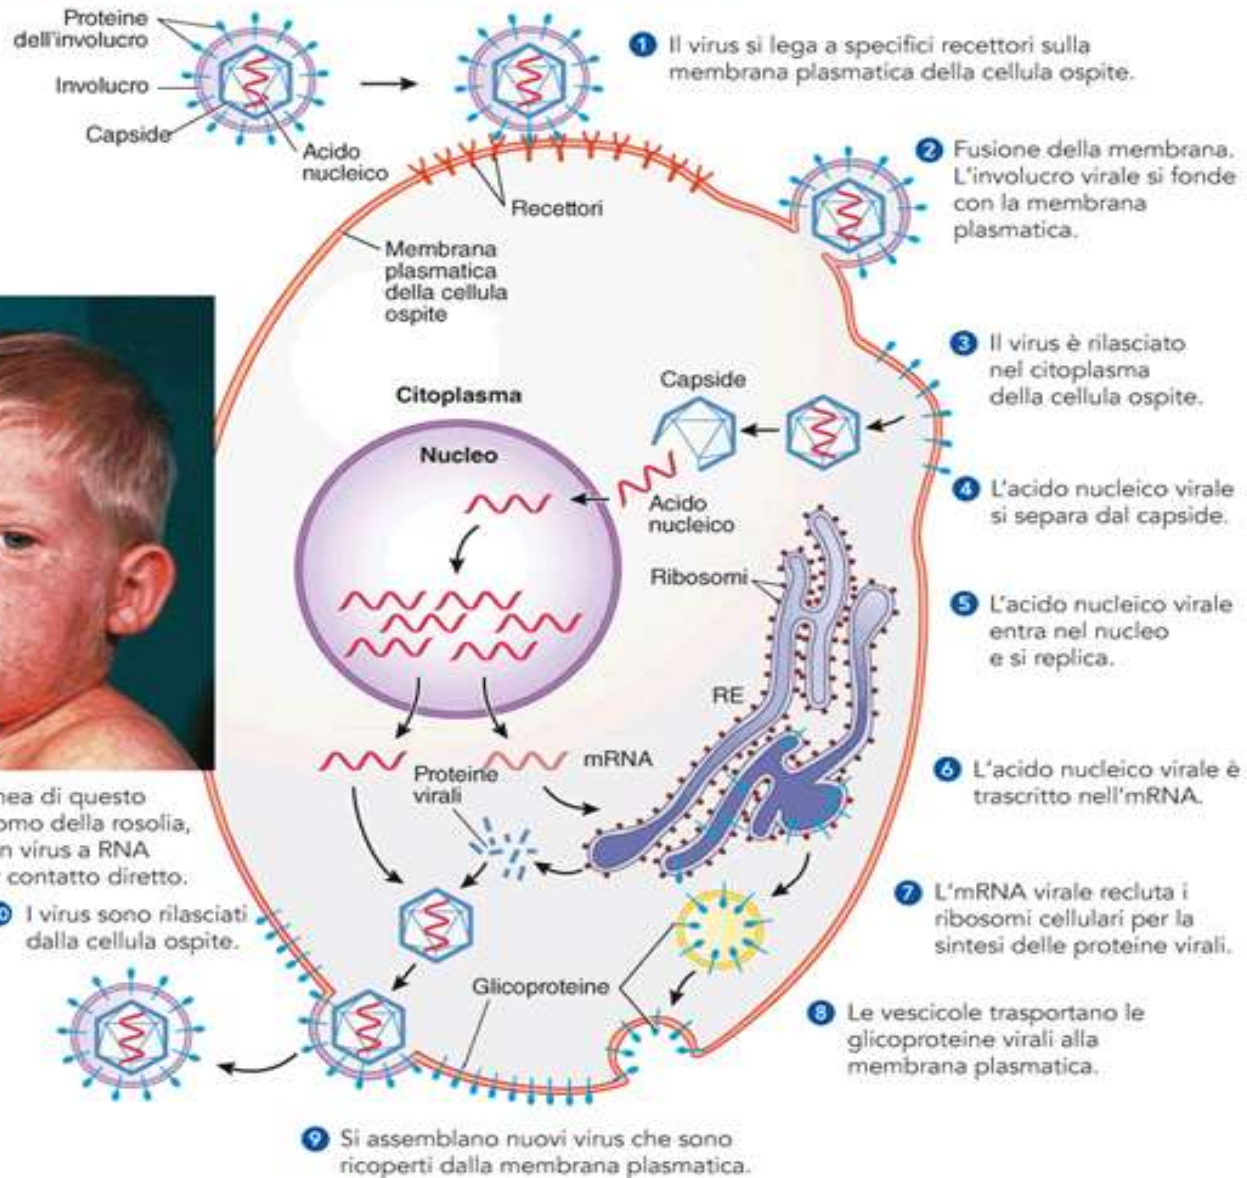 Proteine
dell'involucro
Involucro
Capside
Acido
nucleico
1 Il virus si lega a specifici recettori sulla
membrana plasmatica della cellula ospite.
2 Fusione della membrana.
L'involucro virale si fonde
con la membrana
plasmatica.
Recettori
Membrana
plasmatica
della cellula
ospite
3 Il virus è rilasciato
nel citoplasma
della cellula ospite.
Capside
Citoplasma
Nucleo
Acido
nucleico
4 L'acido nucleico virale
si separa dal capside.
Ribosomi
5 L'acido nucleico virale
entra nel nucleo
e si replica.
RE
mRNA
Proteine
virali
6 L'acido nucleico virale è
trascritto nell'mRNA.
di questo
della rosolia,
virus a RNA
contatto diretto.
7 L'mRNA virale recluta i
ribosomi cellulari per la
sintesi delle proteine virali.
I virus sono rilasciati
dalla cellula ospite.
Glicoproteine
8 Le vescicole trasportano le
glicoproteine virali alla
membrana plasmatica.
9 Si assemblano nuovi virus che sono
ricoperti dalla membrana plasmatica.